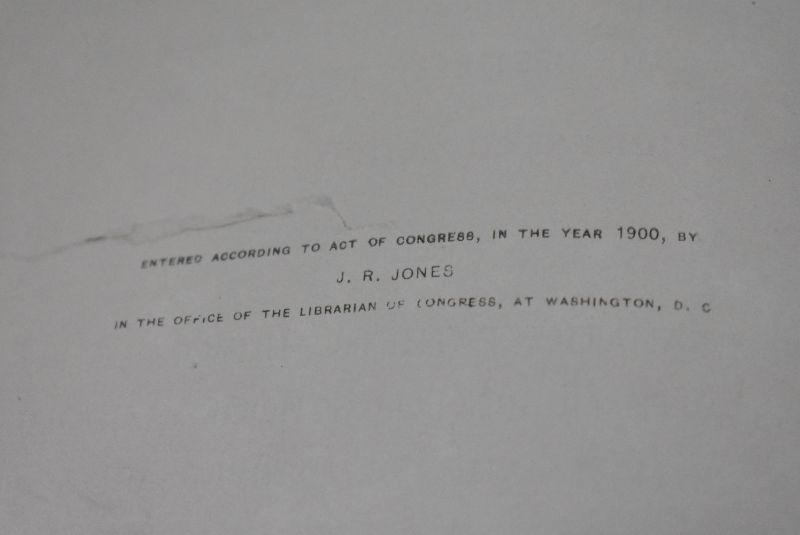 ENTERED ACCORDING TO ACT OF CONGRESS, IN THE YEAR 1900, BY
J. R. JONES
IN THE OFFICE OF THE LIBRARIAN OF CONGRESS, AT WASHINGTON, D. C